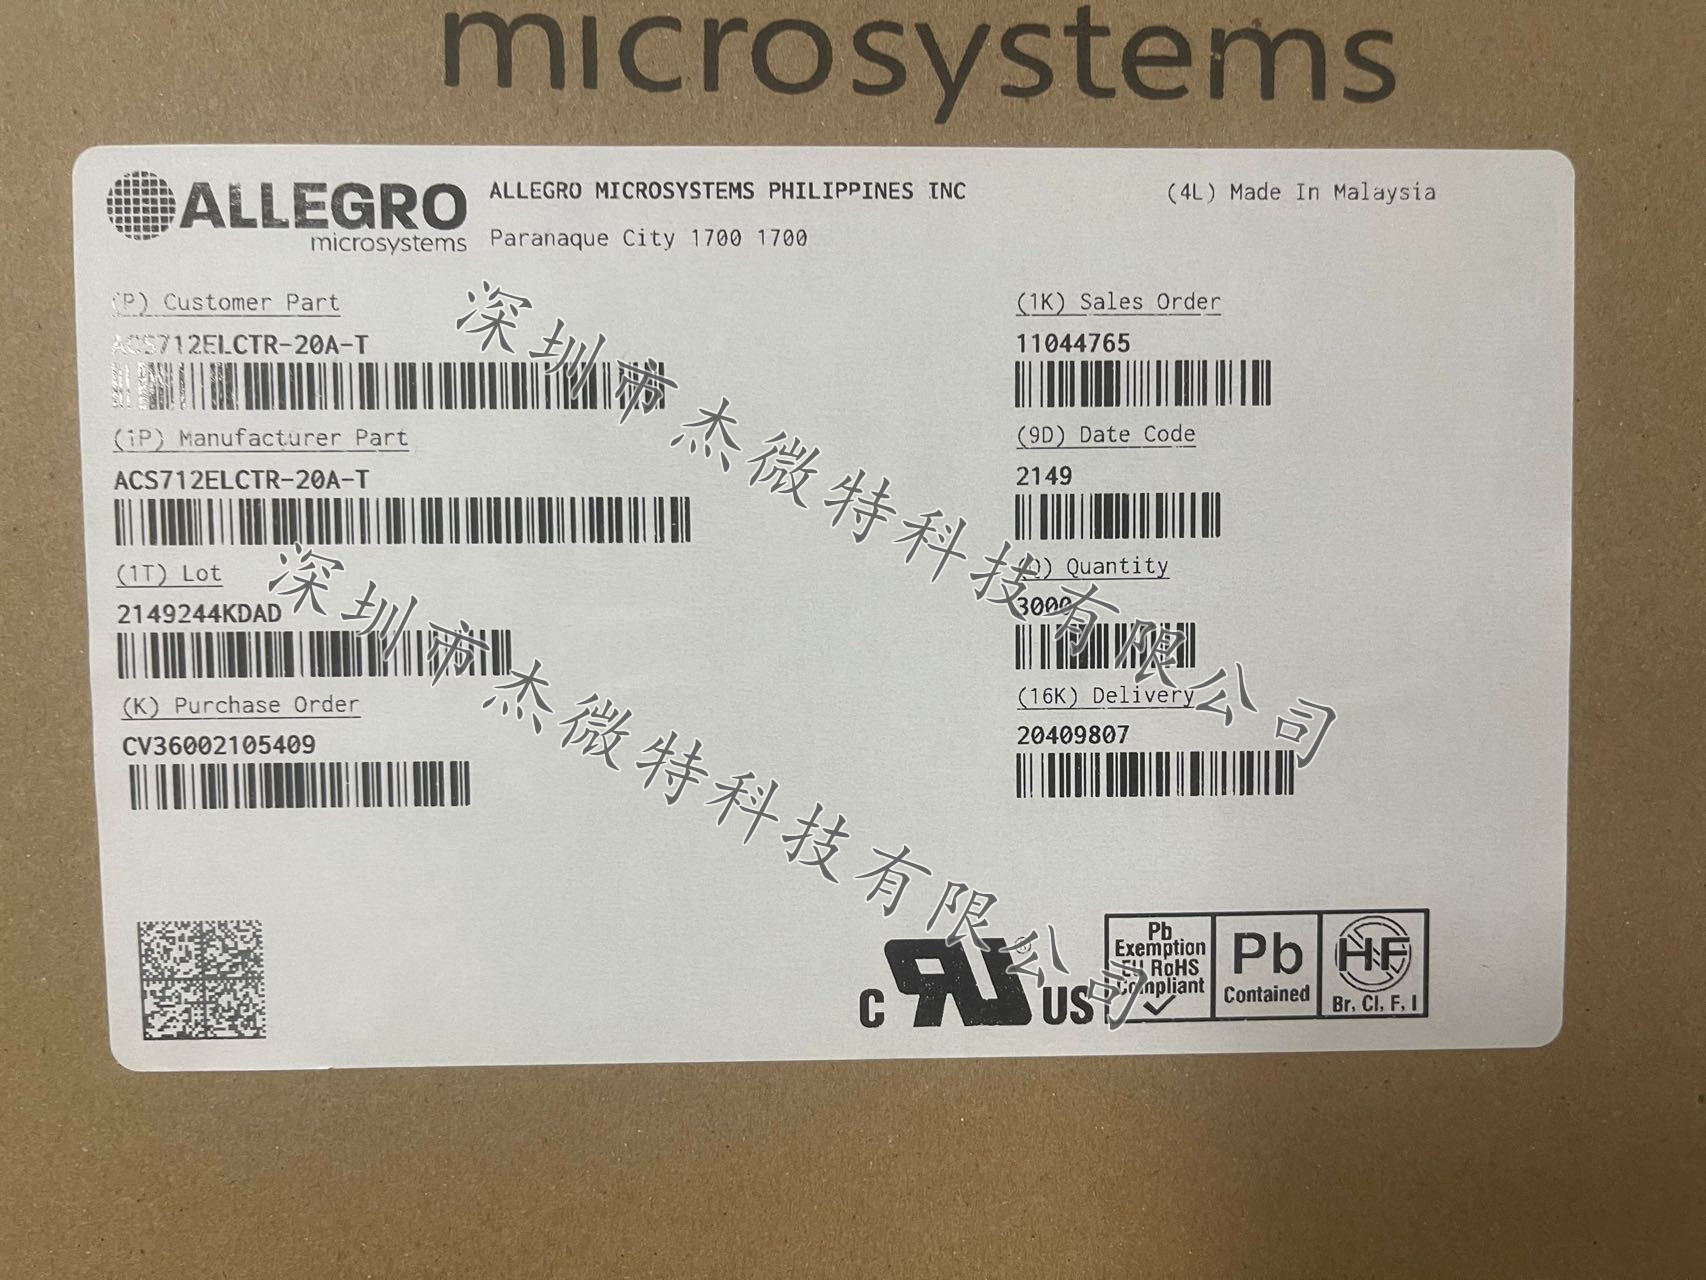 microsystems
ALLEGRO
microsystems
ALLEGRO MICROSYSTEMS PHILIPPINES INC
Paranaque City 1700 1700
(4L) Made In Malaysia
(P) Customer Part
ACS712ELCTR-20A-T
(1P) Manufacturer Part
ACS712ELCTR-20A-T
(1T) Lot
2149244KDAD
(K) Purchase Order
CV36002105409
(1K) Sales Order
11044765
(9D) Date Code
2149
(Q) Quantity
3000
(16K) Delivery
20409807
深圳市杰微特科技有限公司
深圳市杰微特科技有限公司
C RU ® US
Pb
Exemption
EU RoHS
Compliant
Pb
Contained
HF
Br, Cl, F, I